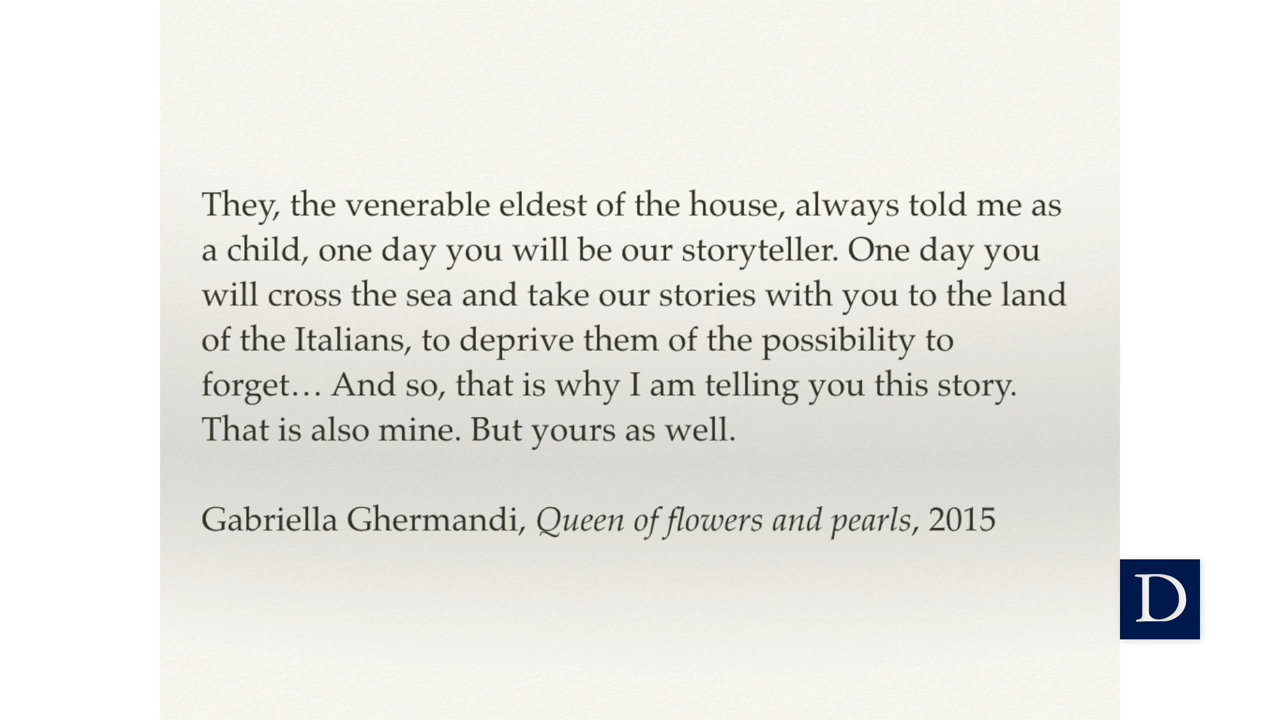 They, the venerable eldest of the house, always told me as
a child, one day you will be our storyteller. One day you
will cross the sea and take our stories with you to the land
of the Italians, to deprive them of the possibility to
forget… And so, that is why I am telling you this story.
That is also mine. But yours as well.
Gabriella Ghermandi, Queen of flowers and pearls, 2015
D